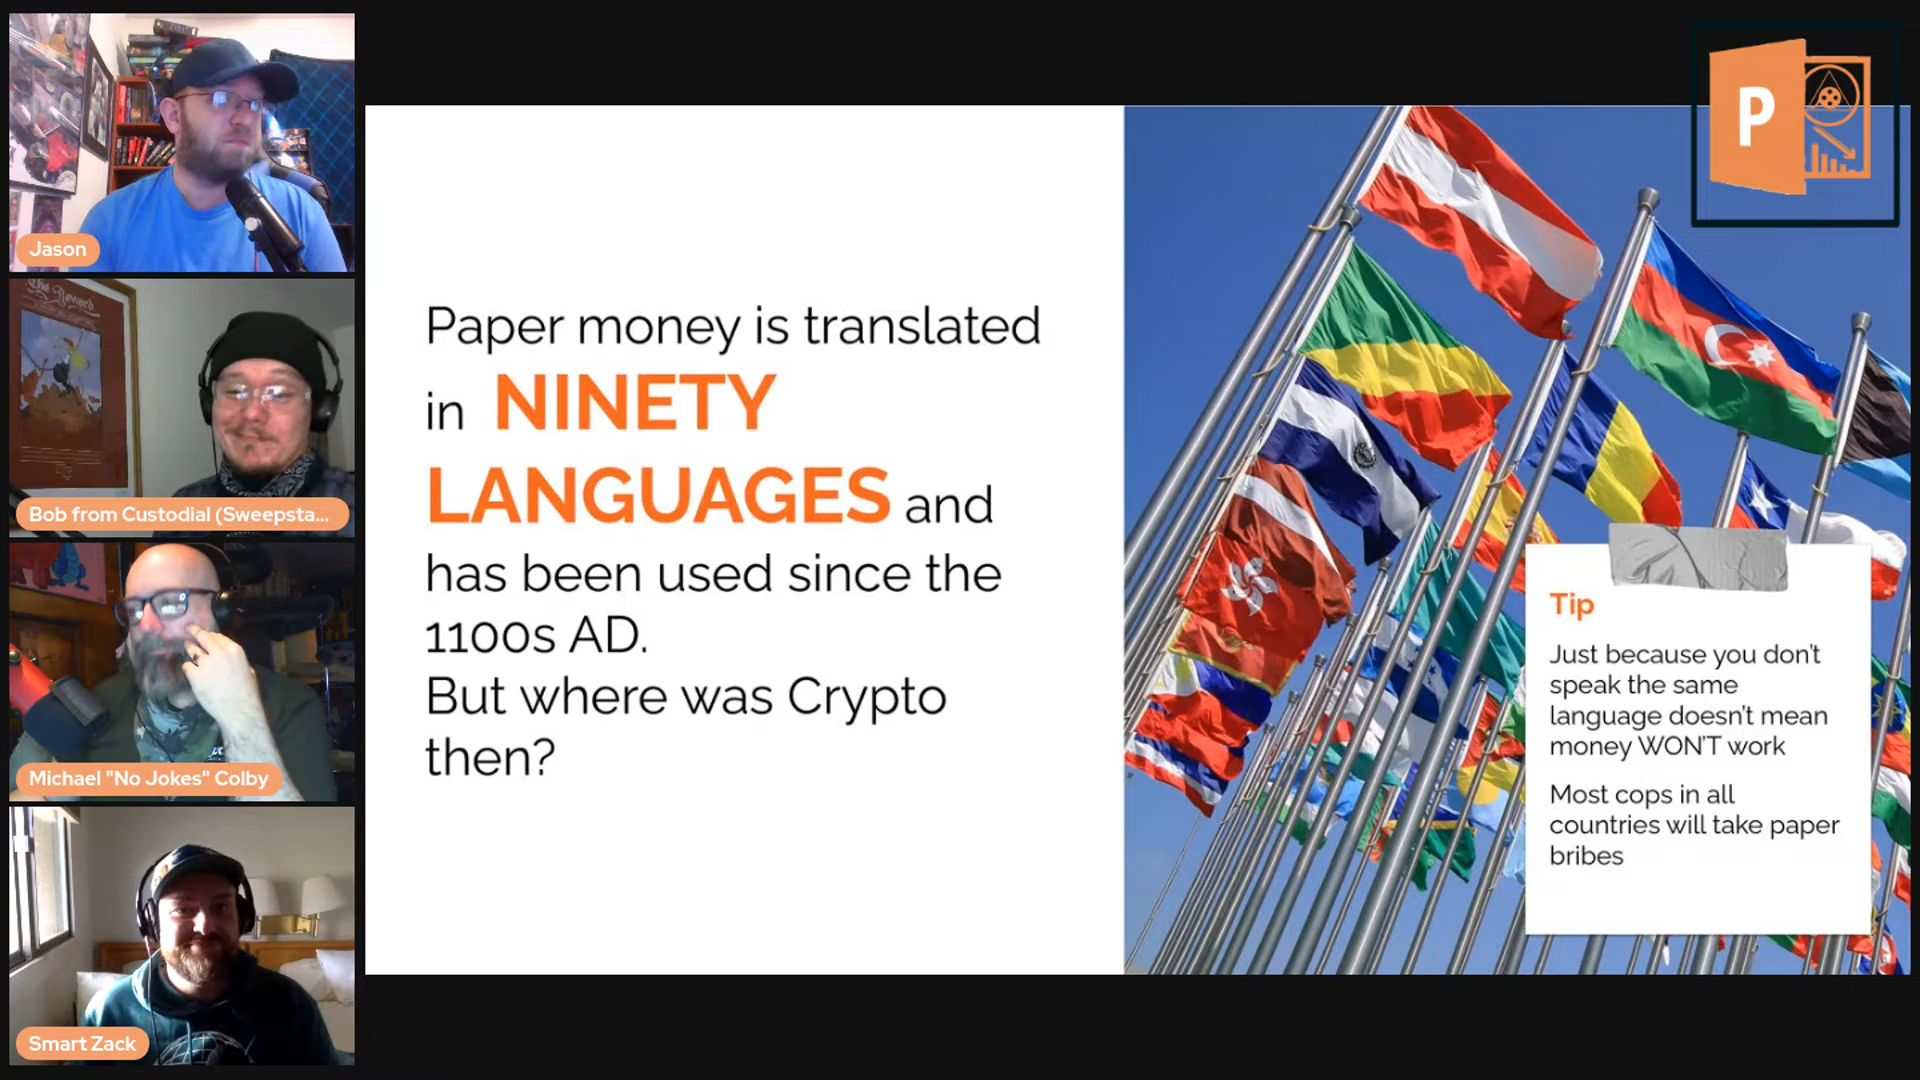 Jason
The Reward
Bob from Custodial (Sweepsta...
Michael "No Jokes" Colby
Smart Zack
Paper money is translated
in NINETY
LANGUAGES and
has been used since the
1100s AD.
But where was Crypto
then?
P
Tip
Just because you don't
speak the same
language doesn't mean
money WON'T work
Most cops in all
countries will take paper
bribes